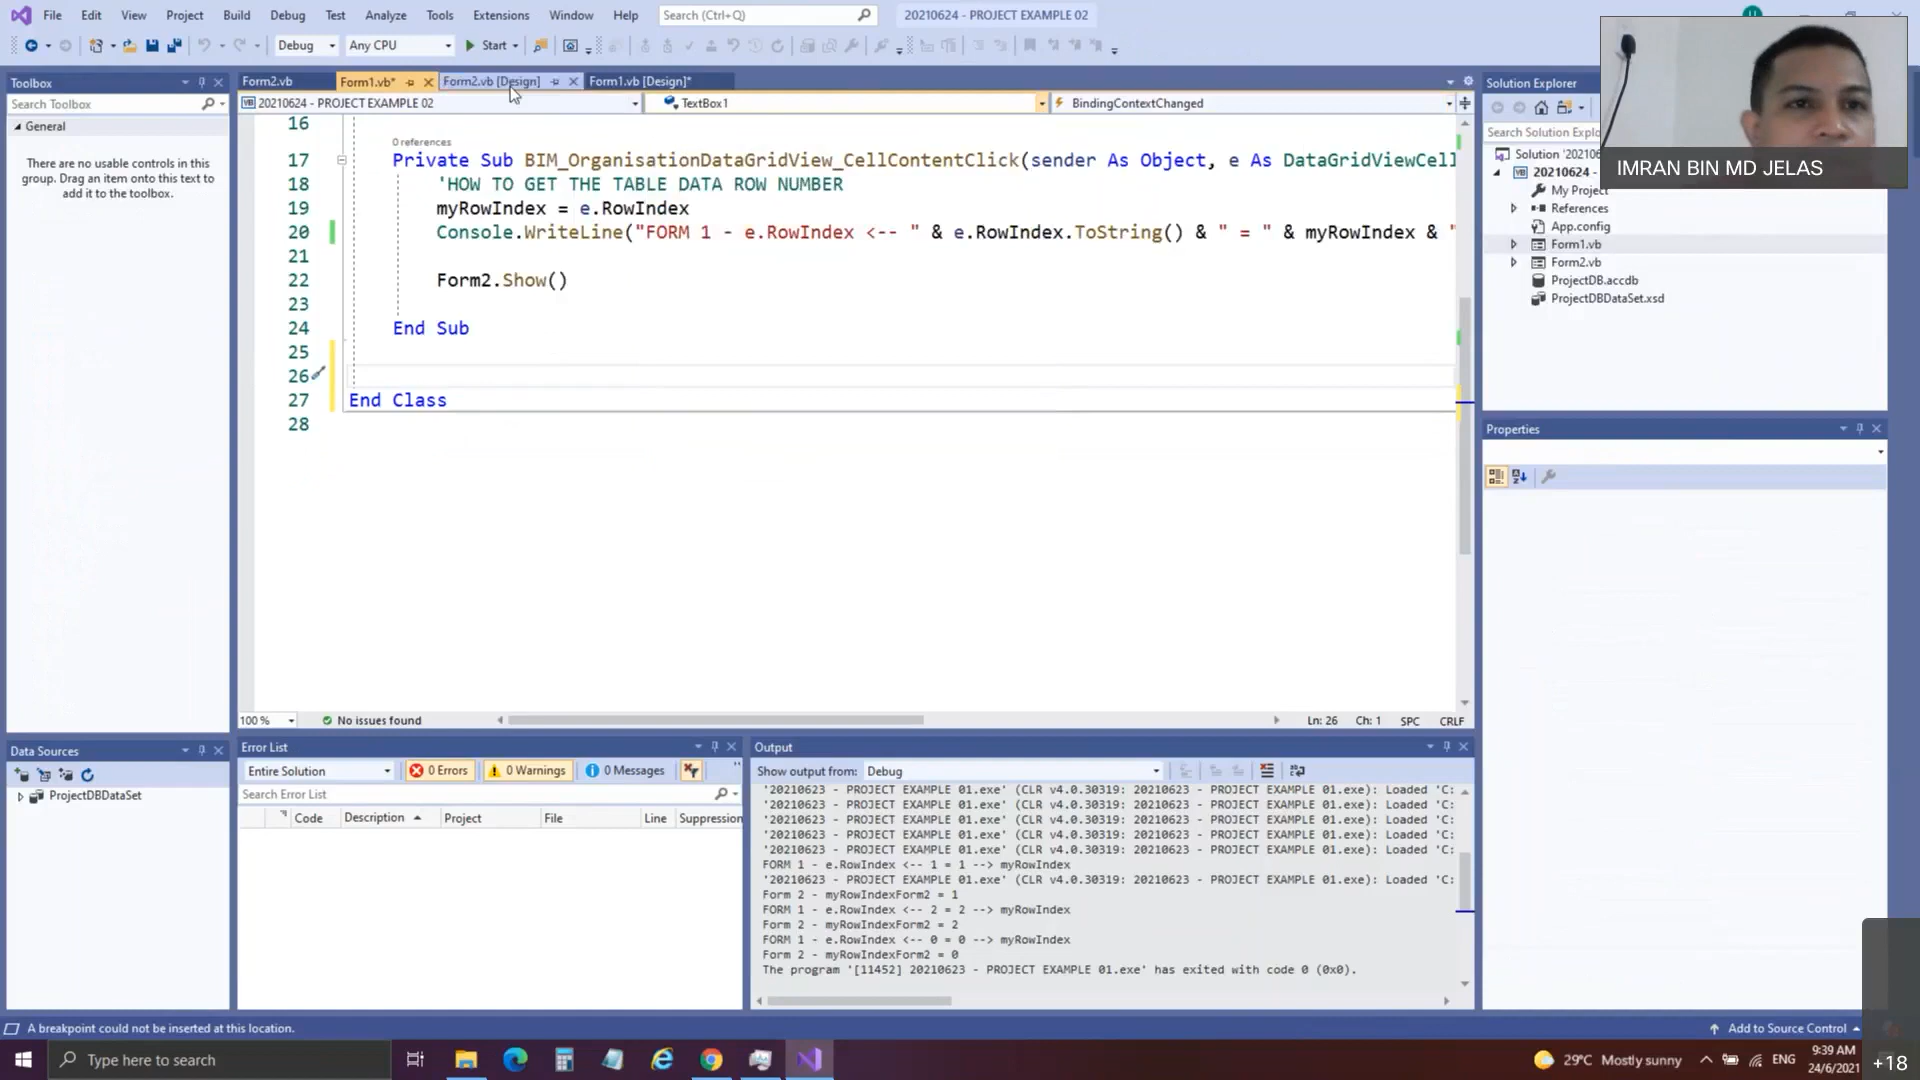 File Edit View Project Build Debug Test Analyze Tools Extensions Window Help Search (Ctrl+Q) 20210624 - PROJECT EXAMPLE 02
Debug Any CPU Start
Toolbox
Search Toolbox
General
There are no usable controls in this
group. Drag an item onto this text to
add it to the toolbox.
Form2.vb Form1.vb* Form2.vb [Design] Form1.vb [Design]*
20210624 - PROJECT EXAMPLE 02 TextBox1 BindingContextChanged
16
0 references
17 Private Sub BIM_OrganisationDataGridView_CellContentClick(sender As Object, e As DataGridViewCell
18 'HOW TO GET THE TABLE DATA ROW NUMBER
19 myRowIndex = e.RowIndex
20 Console.WriteLine("FORM 1 - e.RowIndex <-- " & e.RowIndex.ToString() & " = " & myRowIndex & "
21
22 Form2.Show()
23
24 End Sub
25
26
27 End Class
28
100 % No issues found Ln: 26 Ch: 1 SPC CRLF
Solution Explorer
Search Solution Explo
Solution '202106
20210624 -
My Project
References
App.config
Form1.vb
Form2.vb
ProjectDB.accdb
ProjectDBDataSet.xsd
IMRAN BIN MD JELAS
Properties
Data Sources
ProjectDBDataSet
Error List
Entire Solution 0 Errors 0 Warnings 0 Messages
Search Error List
Code Description Project File Line Suppression
Output
Show output from: Debug
'20210623 - PROJECT EXAMPLE 01.exe' (CLR v4.0.30319: 20210623 - PROJECT EXAMPLE 01.exe): Loaded 'C:
'20210623 - PROJECT EXAMPLE 01.exe' (CLR v4.0.30319: 20210623 - PROJECT EXAMPLE 01.exe): Loaded 'C:
'20210623 - PROJECT EXAMPLE 01.exe' (CLR v4.0.30319: 20210623 - PROJECT EXAMPLE 01.exe): Loaded 'C:
'20210623 - PROJECT EXAMPLE 01.exe' (CLR v4.0.30319: 20210623 - PROJECT EXAMPLE 01.exe): Loaded 'C:
'20210623 - PROJECT EXAMPLE 01.exe' (CLR v4.0.30319: 20210623 - PROJECT EXAMPLE 01.exe): Loaded 'C:
FORM 1 - e.RowIndex <-- 1 = 1 --> myRowIndex
'20210623 - PROJECT EXAMPLE 01.exe' (CLR v4.0.30319: 20210623 - PROJECT EXAMPLE 01.exe): Loaded 'C:
Form 2 - myRowIndexForm2 = 1
FORM 1 - e.RowIndex <-- 2 = 2 --> myRowIndex
Form 2 - myRowIndexForm2 = 2
FORM 1 - e.RowIndex <-- 0 = 0 --> myRowIndex
Form 2 - myRowIndexForm2 = 0
The program '[11452] 20210623 - PROJECT EXAMPLE 01.exe' has exited with code 0 (0x0).
A breakpoint could not be inserted at this location. Add to Source Control
Type here to search 29°C Mostly sunny ENG 9:39 AM
24/6/2021
+18